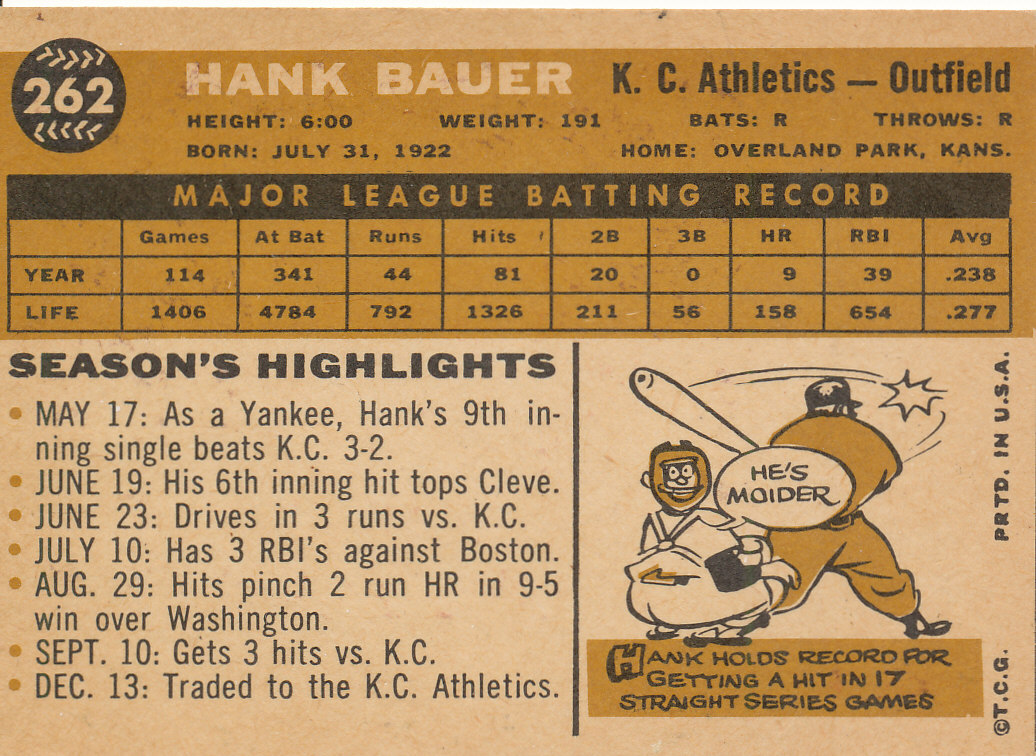 262
HANK BAUER K. C. Athletics — Outfield
HEIGHT: 6:00 WEIGHT: 191 BATS: R THROWS: R
BORN: JULY 31, 1922 HOME: OVERLAND PARK, KANS.
MAJOR LEAGUE BATTING RECORD
Games At Bat Runs Hits 2B 3B HR RBI Avg
YEAR 114 341 44 81 20 0 9 39 .238
LIFE 1406 4784 792 1326 211 56 158 654 .277
SEASON'S HIGHLIGHTS
• MAY 17: As a Yankee, Hank's 9th in-
ning single beats K.C. 3-2.
• JUNE 19: His 6th inning hit tops Cleve.
• JUNE 23: Drives in 3 runs vs. K.C.
• JULY 10: Has 3 RBI's against Boston.
• AUG. 29: Hits pinch 2 run HR in 9-5
win over Washington.
• SEPT. 10: Gets 3 hits vs. K.C.
• DEC. 13: Traded to the K.C. Athletics.
HE'S
MOIDER
HANK HOLDS RECORD FOR
GETTING A HIT IN 17
STRAIGHT SERIES GAMES
©T.C.G. PRTD. IN U.S.A.